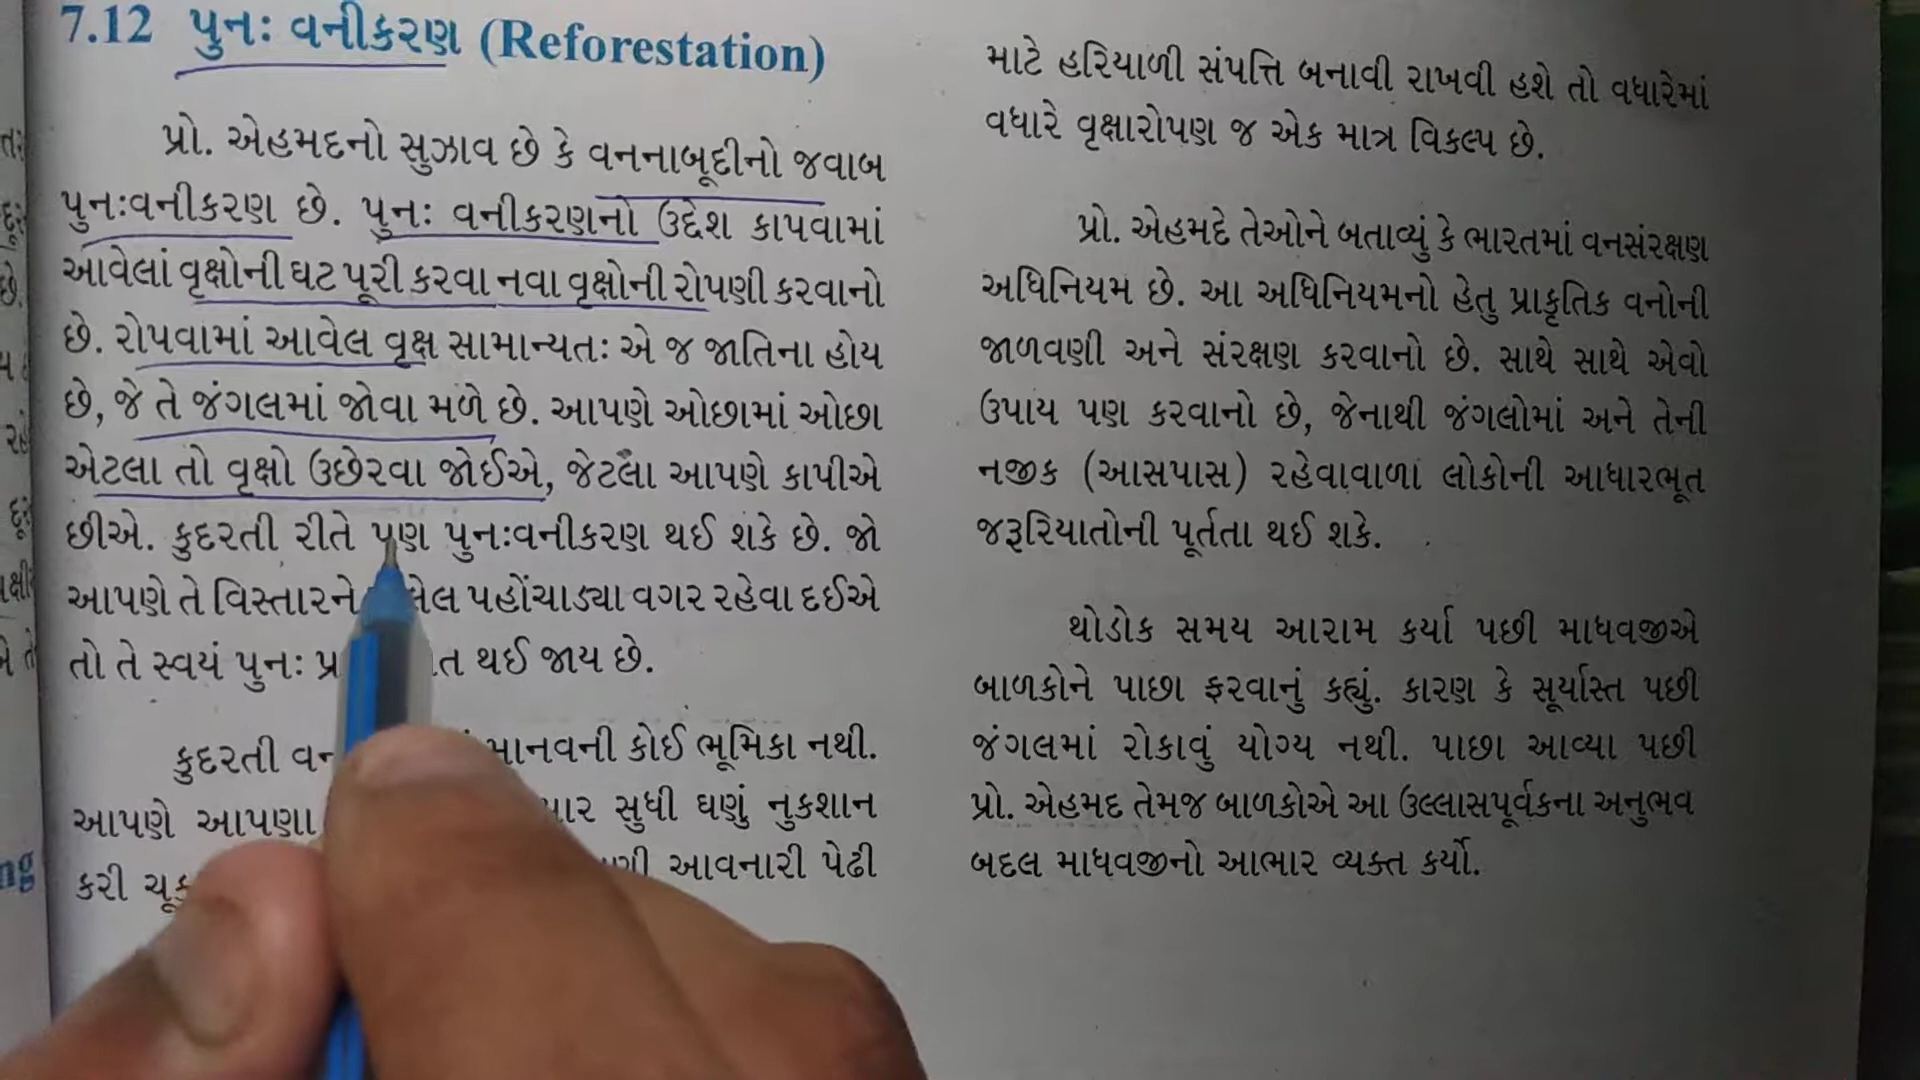 7.12 પુનઃ વનીકરણ (Reforestation)
પ્રો. એહમદનો સુઝાવ છે કે વનનાબૂદીનો જવાબ
પુનઃવનીકરણ છે. પુનઃ વનીકરણનો ઉદ્દેશ કાપવામાં
આવેલાં વૃક્ષોની ઘટ પૂરી કરવા નવા વૃક્ષોની રોપણી કરવાનો
છે. રોપવામાં આવેલ વૃક્ષ સામાન્યતઃ એ જ જાતિના હોય
છે, જે તે જંગલમાં જોવા મળે છે. આપણે ઓછામાં ઓછા
એટલા તો વૃક્ષો ઉછેરવા જોઈએ, જેટલા આપણે કાપીએ
છીએ. કુદરતી રીતે પણ પુનઃવનીકરણ થઈ શકે છે. જો
આપણે તે વિસ્તારને પહોંચાડ્યા વગર રહેવા દઈએ
તો તે સ્વયં પુનઃ થઈ જાય છે.
કુદરતી માનવની કોઈ ભૂમિકા નથી.
આપણે આપણા સુધી ઘણું નુકશાન
કરી આવનારી પેઢી
માટે હરિયાળી સંપત્તિ બનાવી રાખવી હશે તો વધારેમાં
વધારે વૃક્ષારોપણ જ એક માત્ર વિકલ્પ છે.
પ્રો. એહમદે તેઓને બતાવ્યું કે ભારતમાં વનસંરક્ષણ
અધિનિયમ છે. આ અધિનિયમનો હેતુ પ્રાકૃતિક વનોની
જાળવણી અને સંરક્ષણ કરવાનો છે. સાથે સાથે એવો
ઉપાય પણ કરવાનો છે, જેનાથી જંગલોમાં અને તેની
નજીક (આસપાસ) રહેવાવાળા લોકોની આધારભૂત
જરૂરિયાતોની પૂર્તતા થઈ શકે.
થોડોક સમય આરામ કર્યા પછી માધવજીએ
બાળકોને પાછા ફરવાનું કહ્યું. કારણ કે સૂર્યાસ્ત પછી
જંગલમાં રોકાવું યોગ્ય નથી. પાછા આવ્યા પછી
પ્રો. એહમદ તેમજ બાળકોએ આ ઉલ્લાસપૂર્વકના અનુભવ
બદલ માધવજીનો આભાર વ્યક્ત કર્યો.